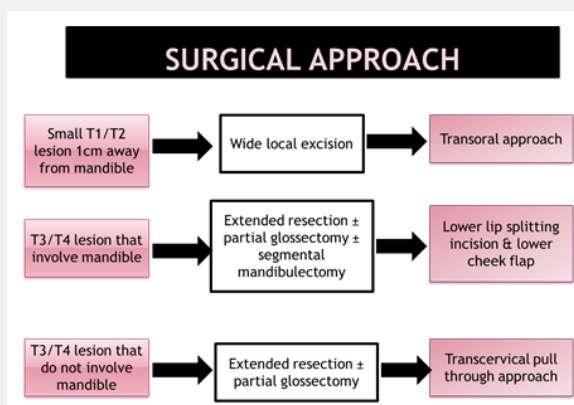 SURGICAL APPROACH
Small T1/T2
lesion 1cm away
from mandible
Wide local excision
Transoral approach
T3/T4 lesion that
involve mandible
Extended resection ±
partial glossectomy ±
segmental
mandibulectomy
Lower lip splitting
incision & lower
cheek flap
T3/T4 lesion that
do not involve
mandible
Extended resection ±
partial glossectomy
Transcervical pull
through approach